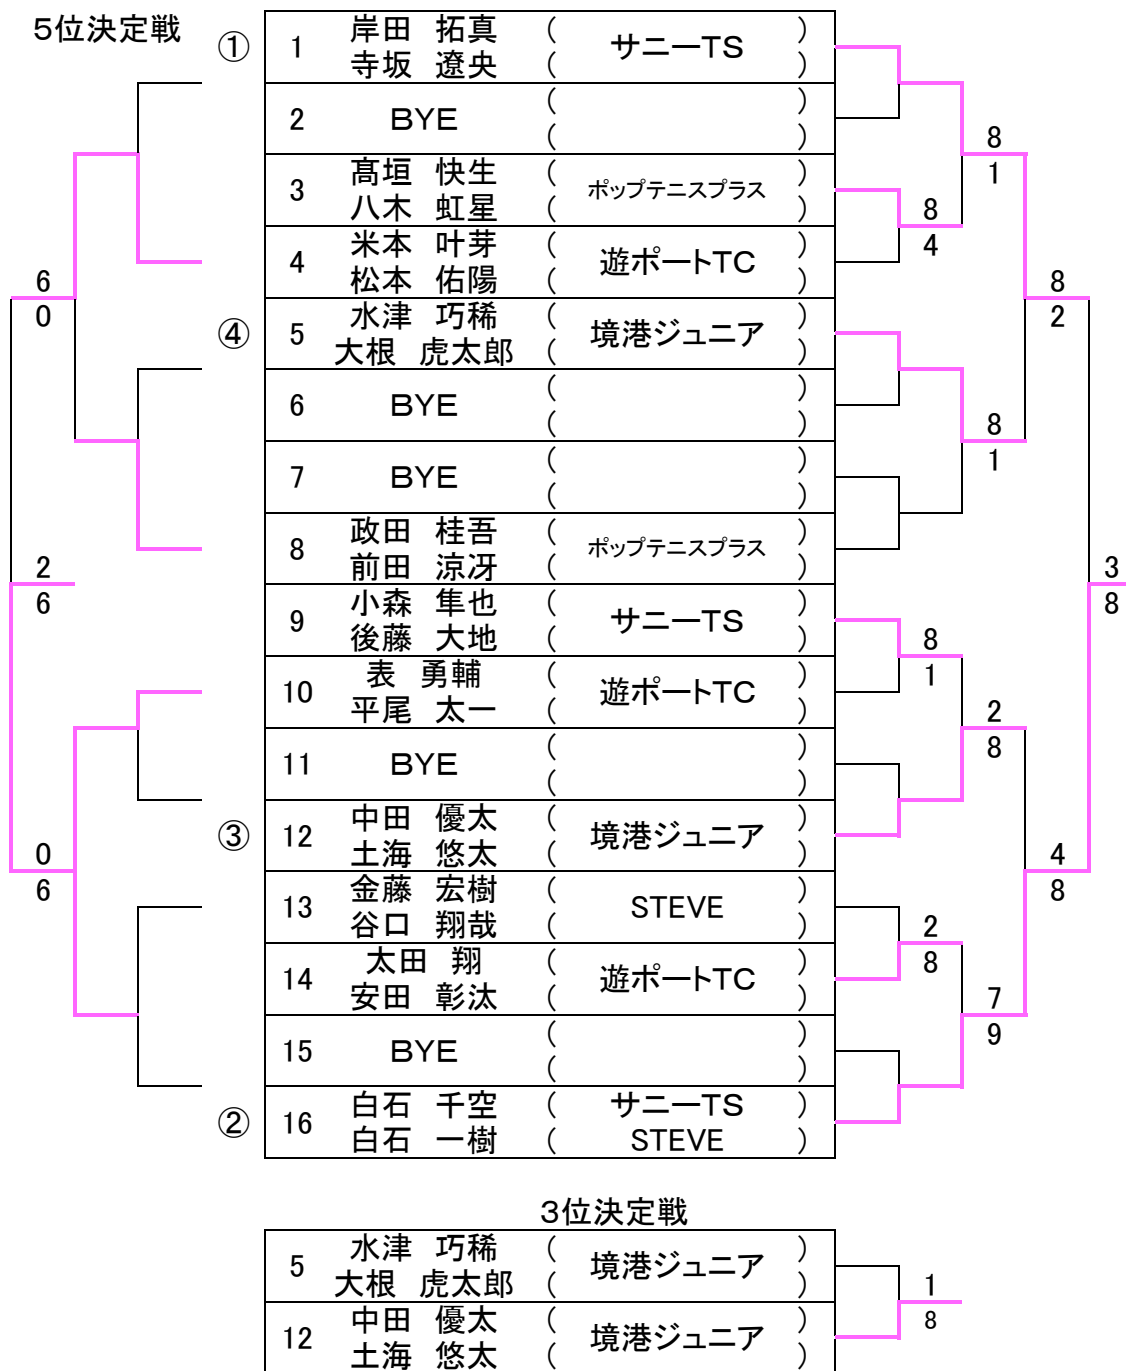 5位決定戦
① 1 岸田 拓真 ( サニーTS )
寺坂 遼央 ( )
2 BYE ( )
( )
3 髙垣 快生 ( ポップテニスプラス )
八木 虹星 ( )
4 米本 叶芽 ( 遊ポートTC )
松本 佑陽 ( )
④ 5 水津 巧稀 ( 境港ジュニア )
大根 虎太郎 ( )
6 BYE ( )
( )
7 BYE ( )
( )
8 政田 桂吾 ( ポップテニスプラス )
前田 涼冴 ( )
9 小森 隼也 ( サニーTS )
後藤 大地 ( )
10 表 勇輔 ( 遊ポートTC )
平尾 太一 ( )
11 BYE ( )
( )
③ 12 中田 優太 ( 境港ジュニア )
土海 悠太 ( )
13 金藤 宏樹 ( STEVE )
谷口 翔哉 ( )
14 太田 翔 ( 遊ポートTC )
安田 彰汰 ( )
15 BYE ( )
( )
② 16 白石 千空 ( サニーTS )
白石 一樹 ( STEVE )
6
0
2
6
0
6
8
4
8
1
2
8
8
1
8
1
2
8
7
9
8
2
4
8
3
8
3位決定戦
5 水津 巧稀 ( 境港ジュニア )
大根 虎太郎 ( )
12 中田 優太 ( 境港ジュニア )
土海 悠太 ( )
1
8